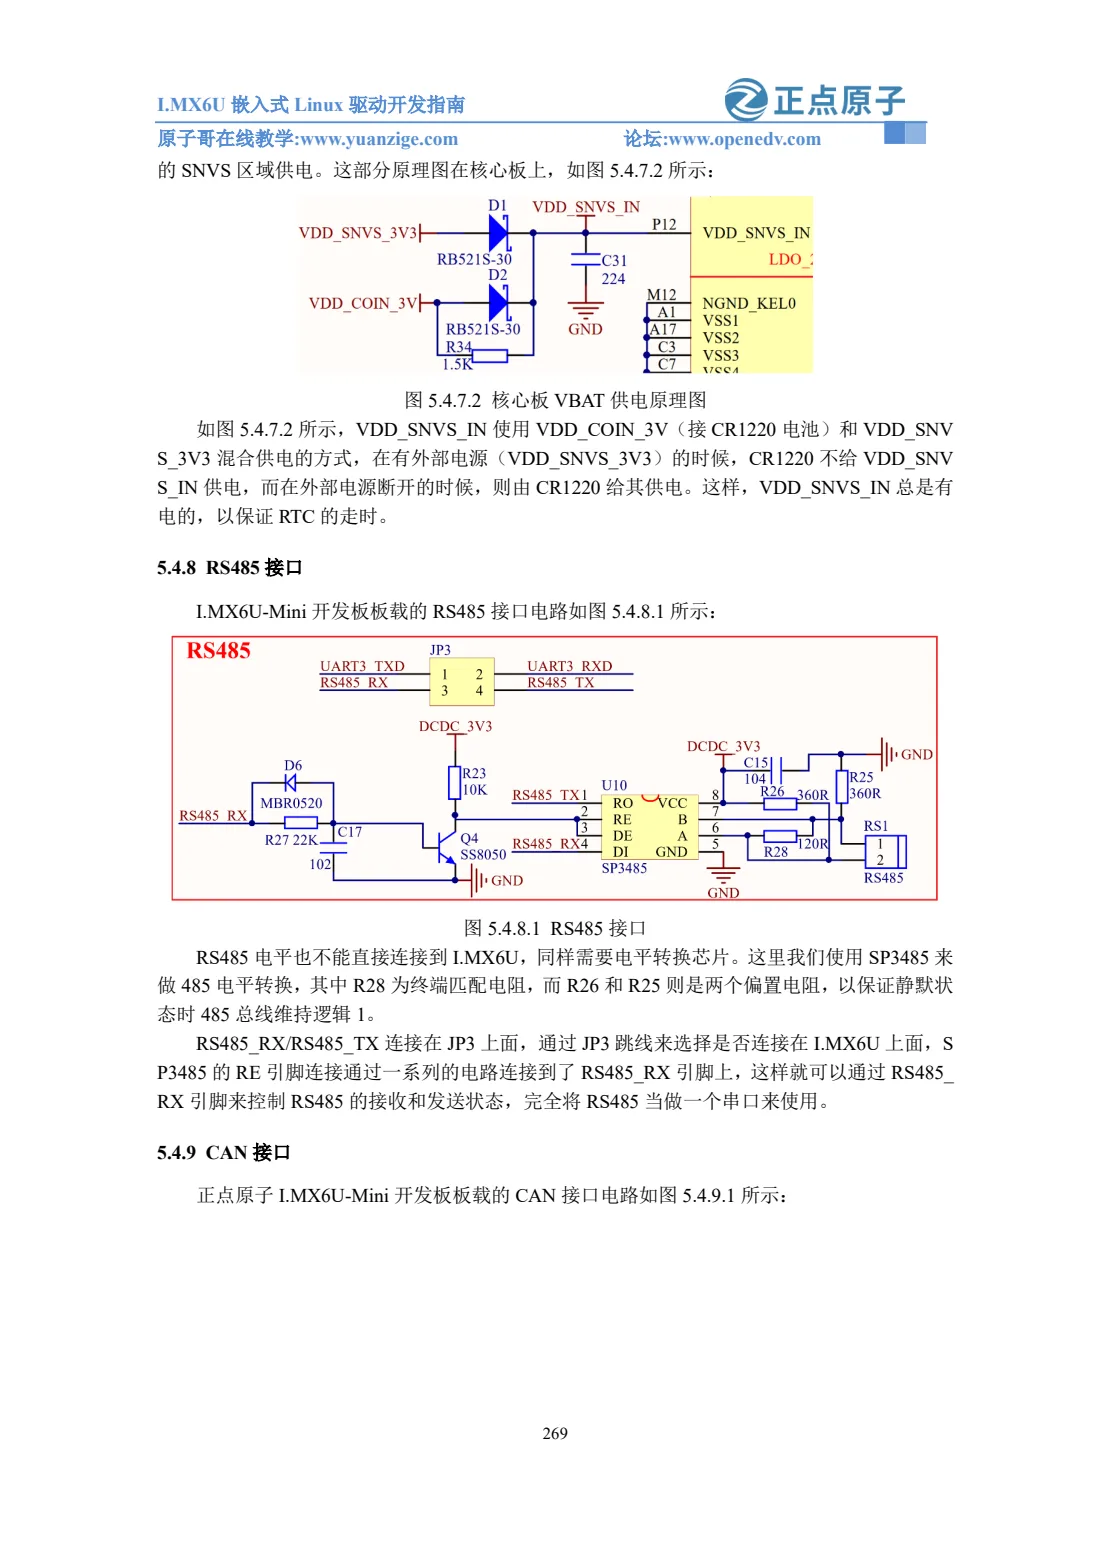 I.MX6U 嵌入式 Linux 驱动开发指南
正点原子
原子哥在线教学:www.yuanzige.com 论坛:www.openedv.com
的 SNVS 区域供电。这部分原理图在核心板上，如图 5.4.7.2 所示：
D1 VDD_SNVS_IN
P12
VDD_SNVS_3V3 VDD_SNVS_IN
RB521S-30 C31 LDO_2
D2 224
M12
VDD_COIN_3V NGND_KEL0
A1 VSS1
RB521S-30 GND A17 VSS2
R34 C3 VSS3
1.5K C7 VSS4
图 5.4.7.2 核心板 VBAT 供电原理图
如图 5.4.7.2 所示，VDD_SNVS_IN 使用 VDD_COIN_3V（接 CR1220 电池）和 VDD_SNV
S_3V3 混合供电的方式，在有外部电源（VDD_SNVS_3V3）的时候，CR1220 不给 VDD_SNV
S_IN 供电，而在外部电源断开的时候，则由 CR1220 给其供电。这样，VDD_SNVS_IN 总是有
电的，以保证 RTC 的走时。
5.4.8 RS485 接口
I.MX6U-Mini 开发板板载的 RS485 接口电路如图 5.4.8.1 所示：
RS485
JP3
UART3_TXD 1 2 UART3_RXD
RS485_RX 3 4 RS485_TX
DCDC_3V3
DCDC_3V3
GND
D6 R23 C15 R25
10K U10 104 360R
MBR0520 RS485_TX 1 RO VCC 8 R26 360R
RS485_RX 2 RE B 7
R27 22K C17 3 DE A 6 RS1
Q4 RS485_RX 4 DI GND 5 R28 120R 1
SS8050 2
102 SP3485 RS485
GND GND
图 5.4.8.1 RS485 接口
RS485 电平也不能直接连接到 I.MX6U，同样需要电平转换芯片。这里我们使用 SP3485 来
做 485 电平转换，其中 R28 为终端匹配电阻，而 R26 和 R25 则是两个偏置电阻，以保证静默状
态时 485 总线维持逻辑 1。
RS485_RX/RS485_TX 连接在 JP3 上面，通过 JP3 跳线来选择是否连接在 I.MX6U 上面，S
P3485 的 RE 引脚连接通过一系列的电路连接到了 RS485_RX 引脚上，这样就可以通过 RS485_
RX 引脚来控制 RS485 的接收和发送状态，完全将 RS485 当做一个串口来使用。
5.4.9 CAN 接口
正点原子 I.MX6U-Mini 开发板板载的 CAN 接口电路如图 5.4.9.1 所示：
269